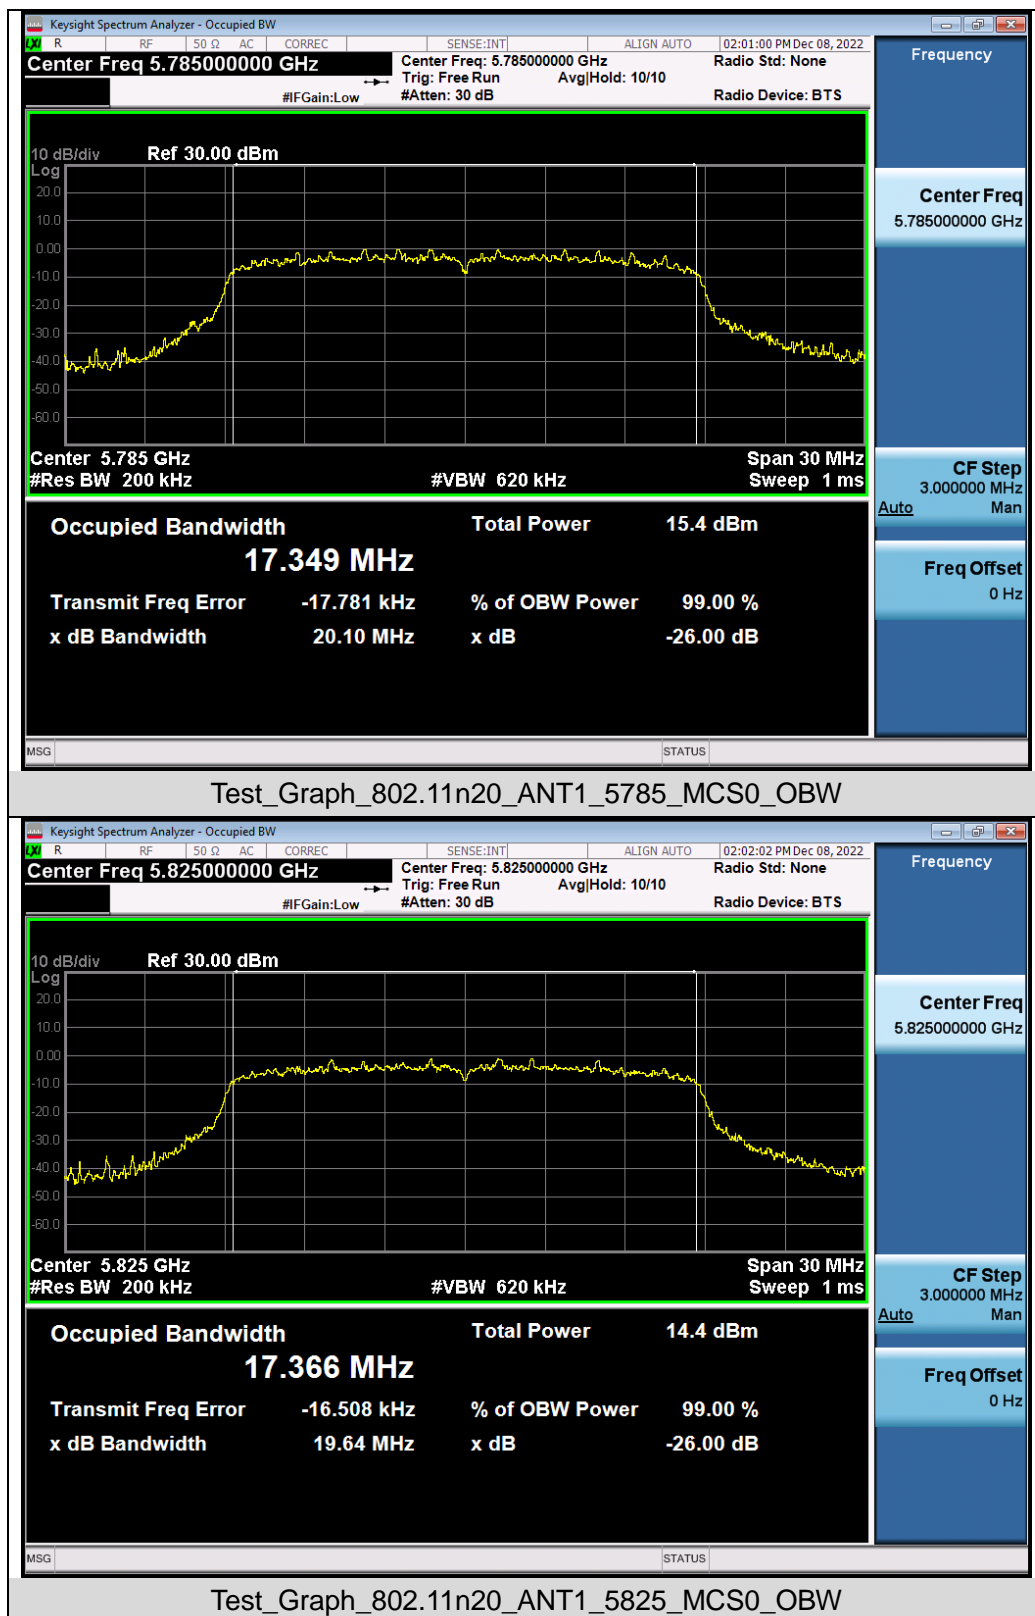 Keysight Spectrum Analyzer - Occupied BW
LXI R RF 50 Ω AC CORREC SENSE:INT ALIGN AUTO 02:01:00 PM Dec 08, 2022
Center Freq 5.785000000 GHz
Center Freq: 5.785000000 GHz Radio Std: None
Trig: Free Run Avg|Hold: 10/10
#IFGain:Low #Atten: 30 dB Radio Device: BTS
Frequency
10 dB/div Ref 30.00 dBm
Log
20.0
10.0
0.00
-10.0
-20.0
-30.0
-40.0
-50.0
-60.0
Center 5.785 GHz Span 30 MHz
#Res BW 200 kHz #VBW 620 kHz Sweep 1 ms
Center Freq
5.785000000 GHz
CF Step
3.000000 MHz
Auto Man
Freq Offset
0 Hz
Occupied Bandwidth Total Power 15.4 dBm
17.349 MHz
Transmit Freq Error -17.781 kHz % of OBW Power 99.00 %
x dB Bandwidth 20.10 MHz x dB -26.00 dB
MSG STATUS
Test_Graph_802.11n20_ANT1_5785_MCS0_OBW
Keysight Spectrum Analyzer - Occupied BW
LXI R RF 50 Ω AC CORREC SENSE:INT ALIGN AUTO 02:02:02 PM Dec 08, 2022
Center Freq 5.825000000 GHz
Center Freq: 5.825000000 GHz Radio Std: None
Trig: Free Run Avg|Hold: 10/10
#IFGain:Low #Atten: 30 dB Radio Device: BTS
Frequency
10 dB/div Ref 30.00 dBm
Log
20.0
10.0
0.00
-10.0
-20.0
-30.0
-40.0
-50.0
-60.0
Center 5.825 GHz Span 30 MHz
#Res BW 200 kHz #VBW 620 kHz Sweep 1 ms
Center Freq
5.825000000 GHz
CF Step
3.000000 MHz
Auto Man
Freq Offset
0 Hz
Occupied Bandwidth Total Power 14.4 dBm
17.366 MHz
Transmit Freq Error -16.508 kHz % of OBW Power 99.00 %
x dB Bandwidth 19.64 MHz x dB -26.00 dB
MSG STATUS
Test_Graph_802.11n20_ANT1_5825_MCS0_OBW